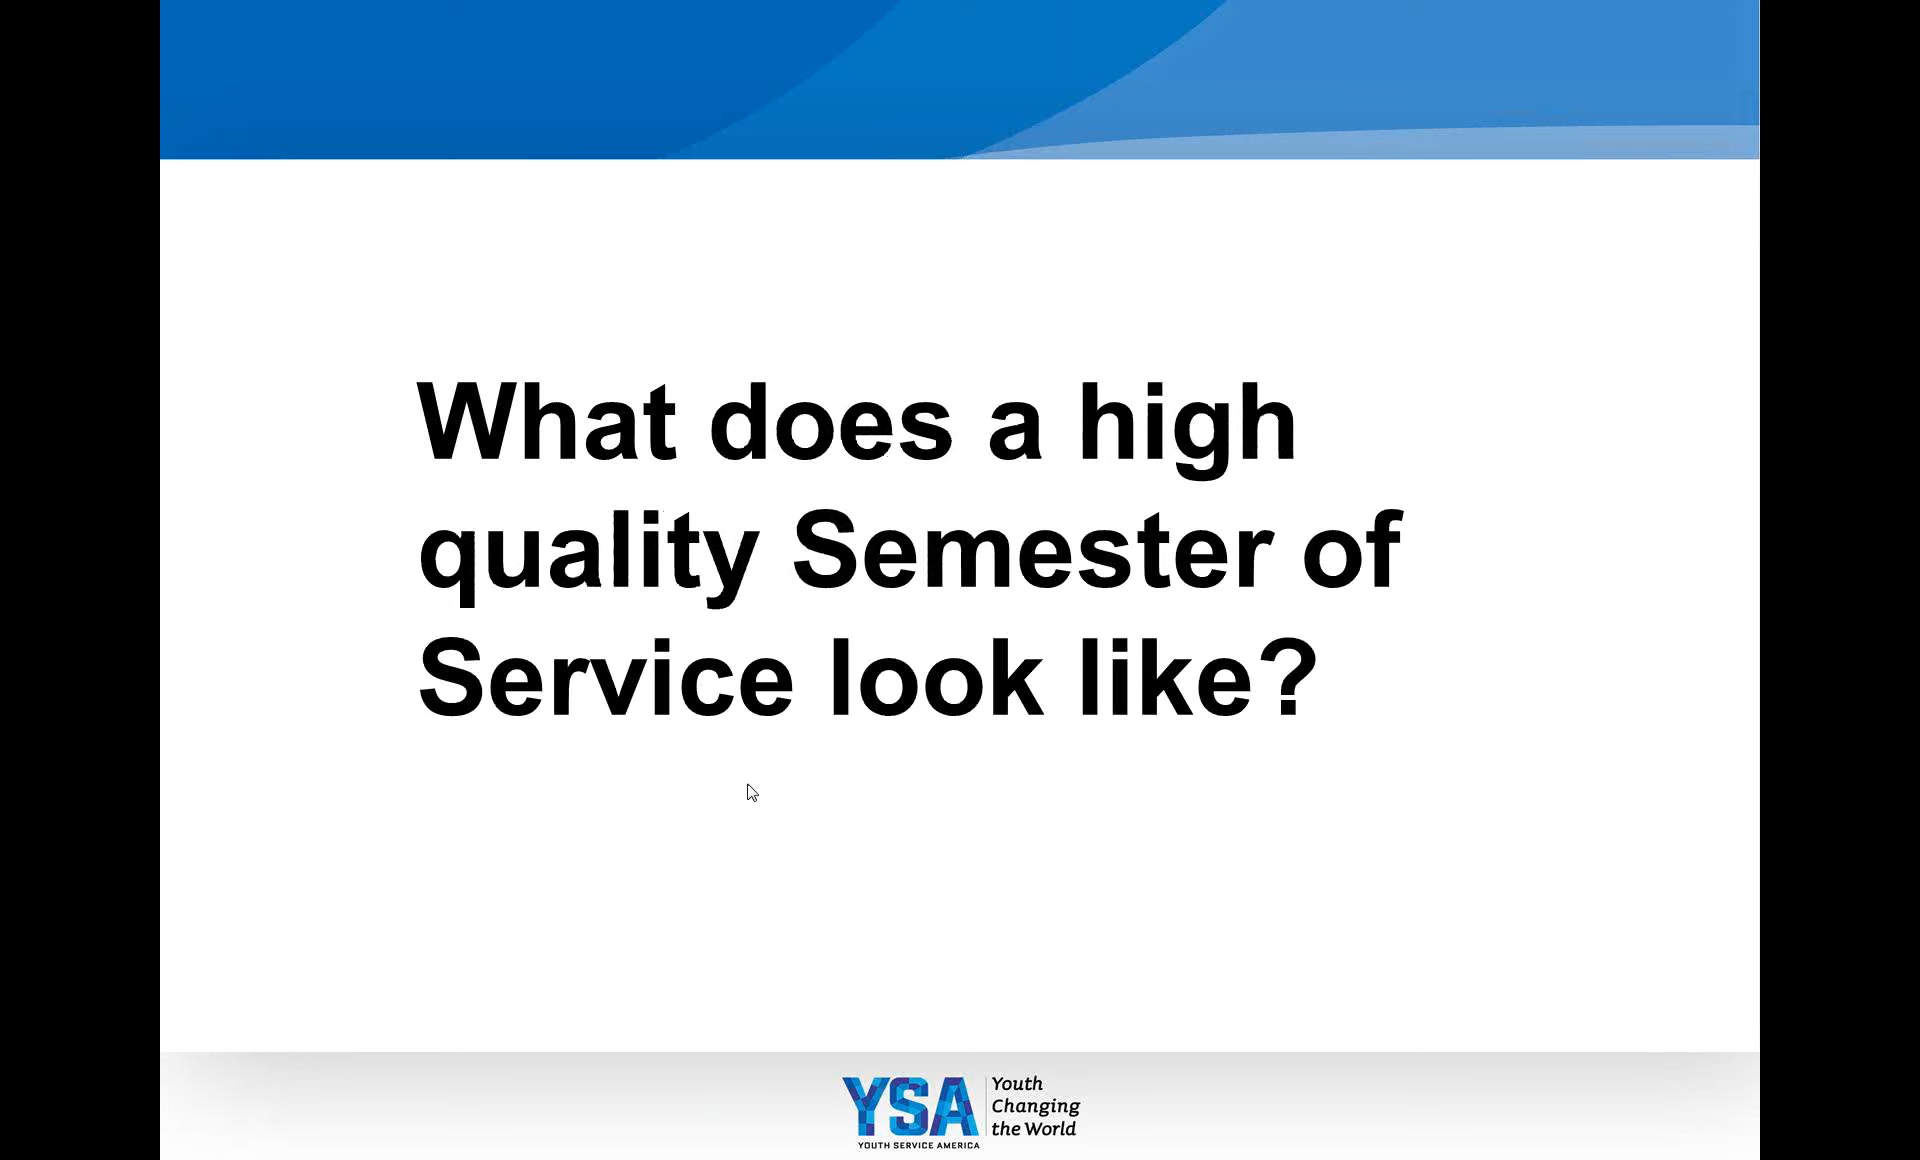 What does a high
quality Semester of
Service look like?
YSA
YOUTH SERVICE AMERICA
Youth
Changing
the World